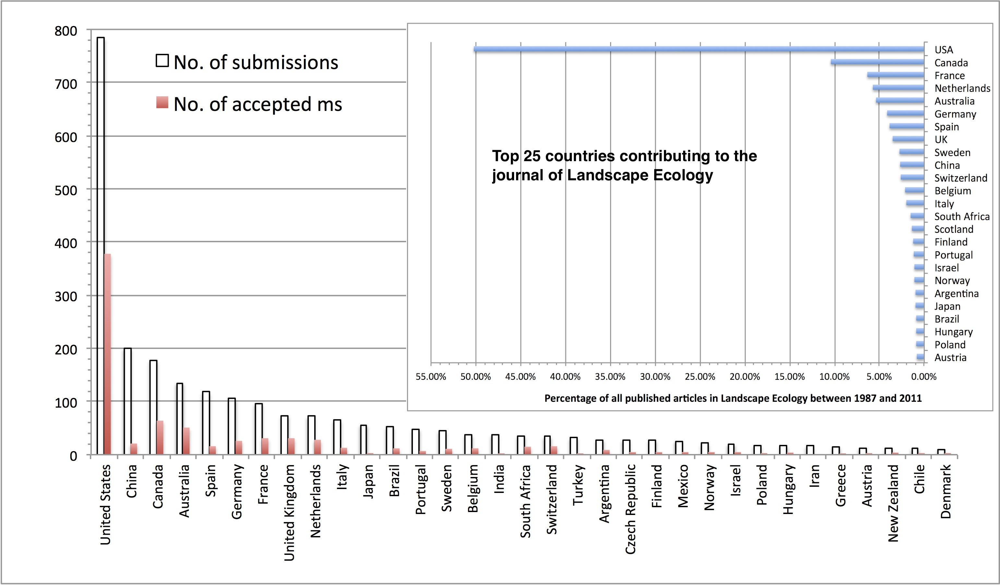 800
700
600
500
400
300
200
100
0
No. of submissions
No. of accepted ms
United States
China
Canada
Australia
Spain
Germany
France
United Kingdom
Netherlands
Italy
Japan
Brazil
Portugal
Sweden
Belgium
India
South Africa
Switzerland
Turkey
Argentina
Czech Republic
Finland
Mexico
Norway
Israel
Poland
Hungary
Iran
Greece
Austria
New Zealand
Chile
Denmark
Top 25 countries contributing to the
journal of Landscape Ecology
USA
Canada
France
Netherlands
Australia
Germany
Spain
UK
Sweden
China
Switzerland
Belgium
Italy
South Africa
Scotland
Finland
Portugal
Israel
Norway
Argentina
Japan
Brazil
Hungary
Poland
Austria
55.00% 50.00% 45.00% 40.00% 35.00% 30.00% 25.00% 20.00% 15.00% 10.00% 5.00% 0.00%
Percentage of all published articles in Landscape Ecology between 1987 and 2011